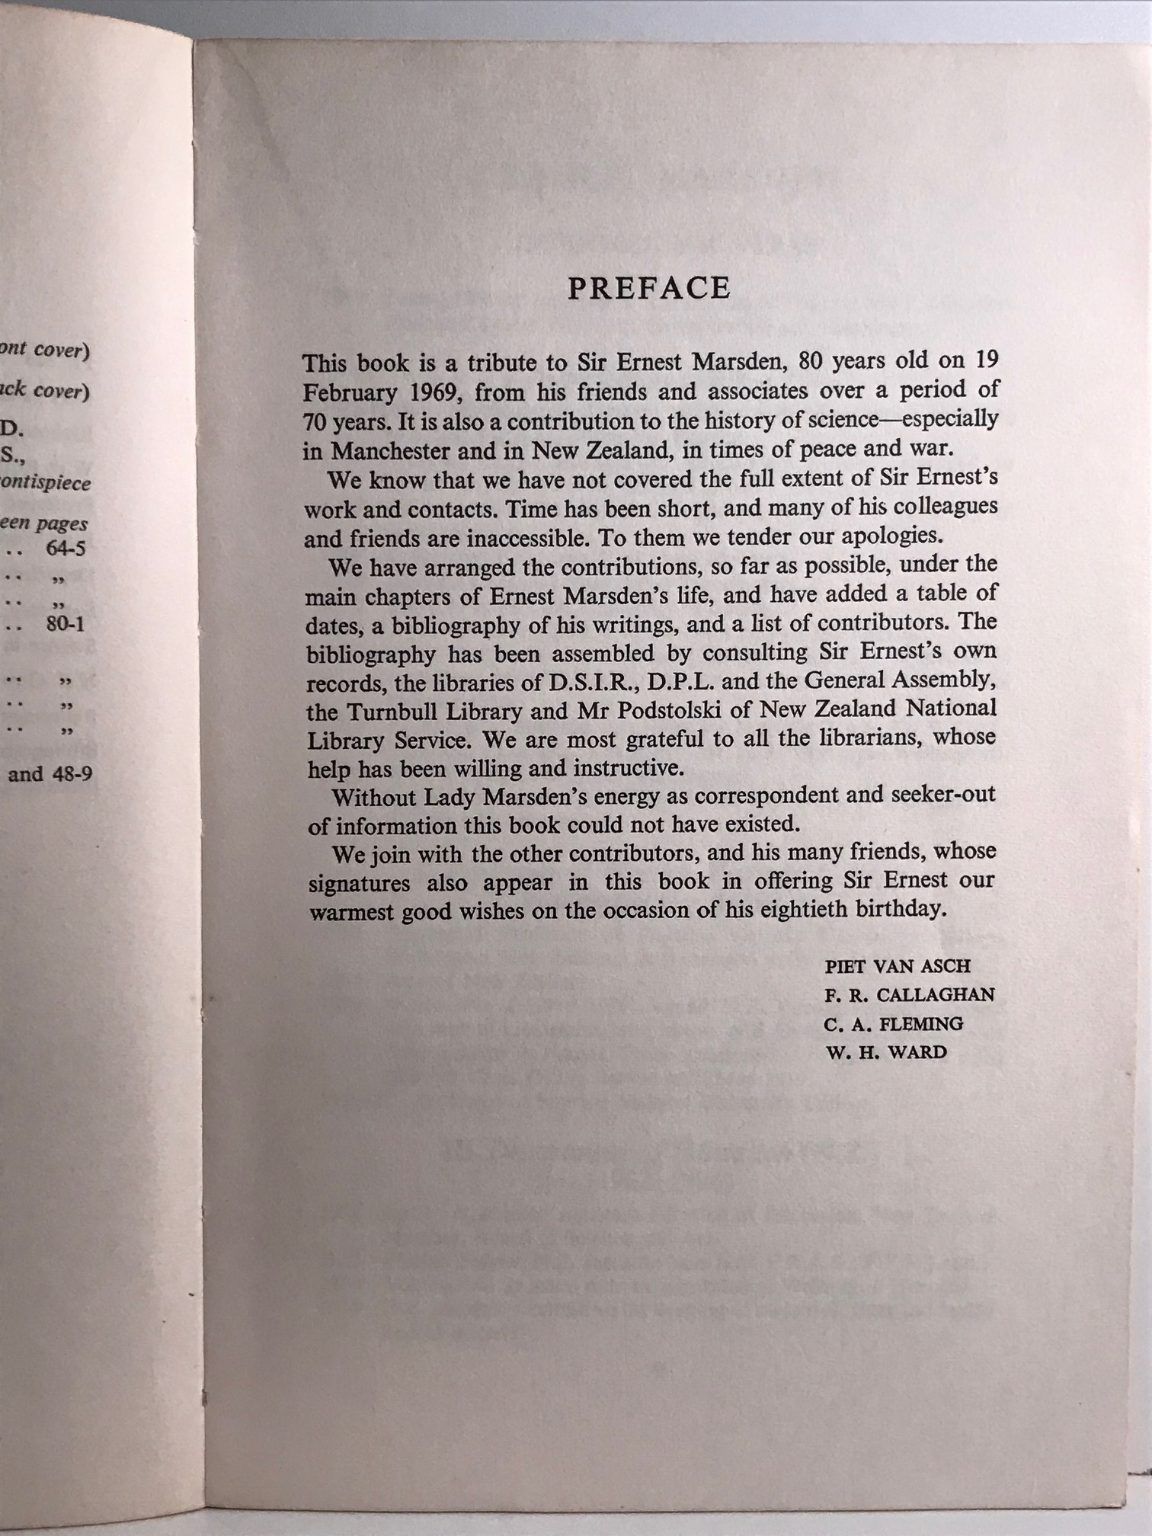 ont cover)
ck cover)
D.
S.,
ontispiece
een pages
.. 64-5
.. „
.. „
.. 80-1
.. „
.. „
.. „
and 48-9
PREFACE
This book is a tribute to Sir Ernest Marsden, 80 years old on 19
February 1969, from his friends and associates over a period of
70 years. It is also a contribution to the history of science—especially
in Manchester and in New Zealand, in times of peace and war.
We know that we have not covered the full extent of Sir Ernest's
work and contacts. Time has been short, and many of his colleagues
and friends are inaccessible. To them we tender our apologies.
We have arranged the contributions, so far as possible, under the
main chapters of Ernest Marsden's life, and have added a table of
dates, a bibliography of his writings, and a list of contributors. The
bibliography has been assembled by consulting Sir Ernest's own
records, the libraries of D.S.I.R., D.P.L. and the General Assembly,
the Turnbull Library and Mr Podstolski of New Zealand National
Library Service. We are most grateful to all the librarians, whose
help has been willing and instructive.
Without Lady Marsden's energy as correspondent and seeker-out
of information this book could not have existed.
We join with the other contributors, and his many friends, whose
signatures also appear in this book in offering Sir Ernest our
warmest good wishes on the occasion of his eightieth birthday.
PIET VAN ASCH
F. R. CALLAGHAN
C. A. FLEMING
W. H. WARD